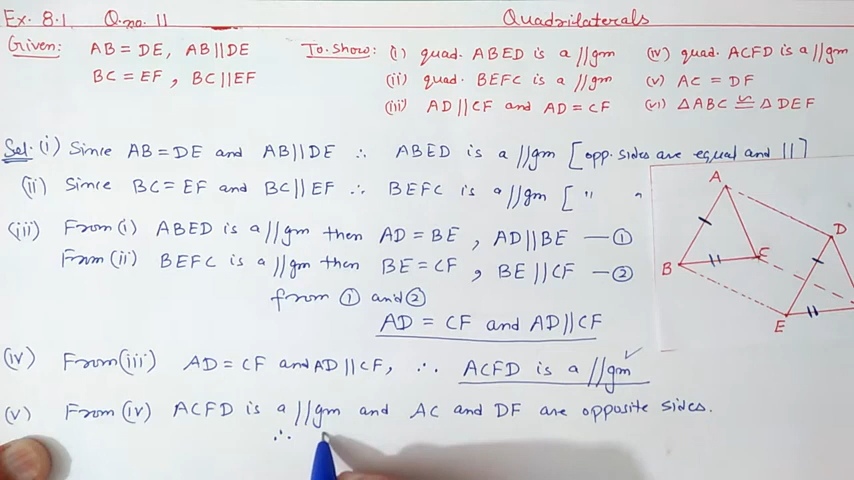 Ex. 8.1 Q.no. 11 Quadrilaterals
Given: AB = DE, AB||DE
BC = EF, BC||EF
To show: (i) quad. ABED is a //gm (iv) quad. ACFD is a //gm
(ii) quad. BEFC is a //gm (v) AC = DF
(iii) AD||CF and AD = CF (vi) △ABC ≅ △DEF
Sol. (i) Since AB = DE and AB||DE ∴ ABED is a //gm [opp. sides are equal and ||]
(ii) Since BC = EF and BC||EF ∴ BEFC is a //gm [ " "
(iii) From (i) ABED is a //gm then AD = BE, AD||BE — ①
From (ii) BEFC is a //gm then BE = CF, BE||CF — ②
from ① and ②
AD = CF and AD||CF
(iv) From (iii) AD = CF and AD||CF, ∴ ACFD is a //gm ✓
(v) From (iv) ACFD is a //gm and AC and DF are opposite sides.
∴
A
D
C
B
E